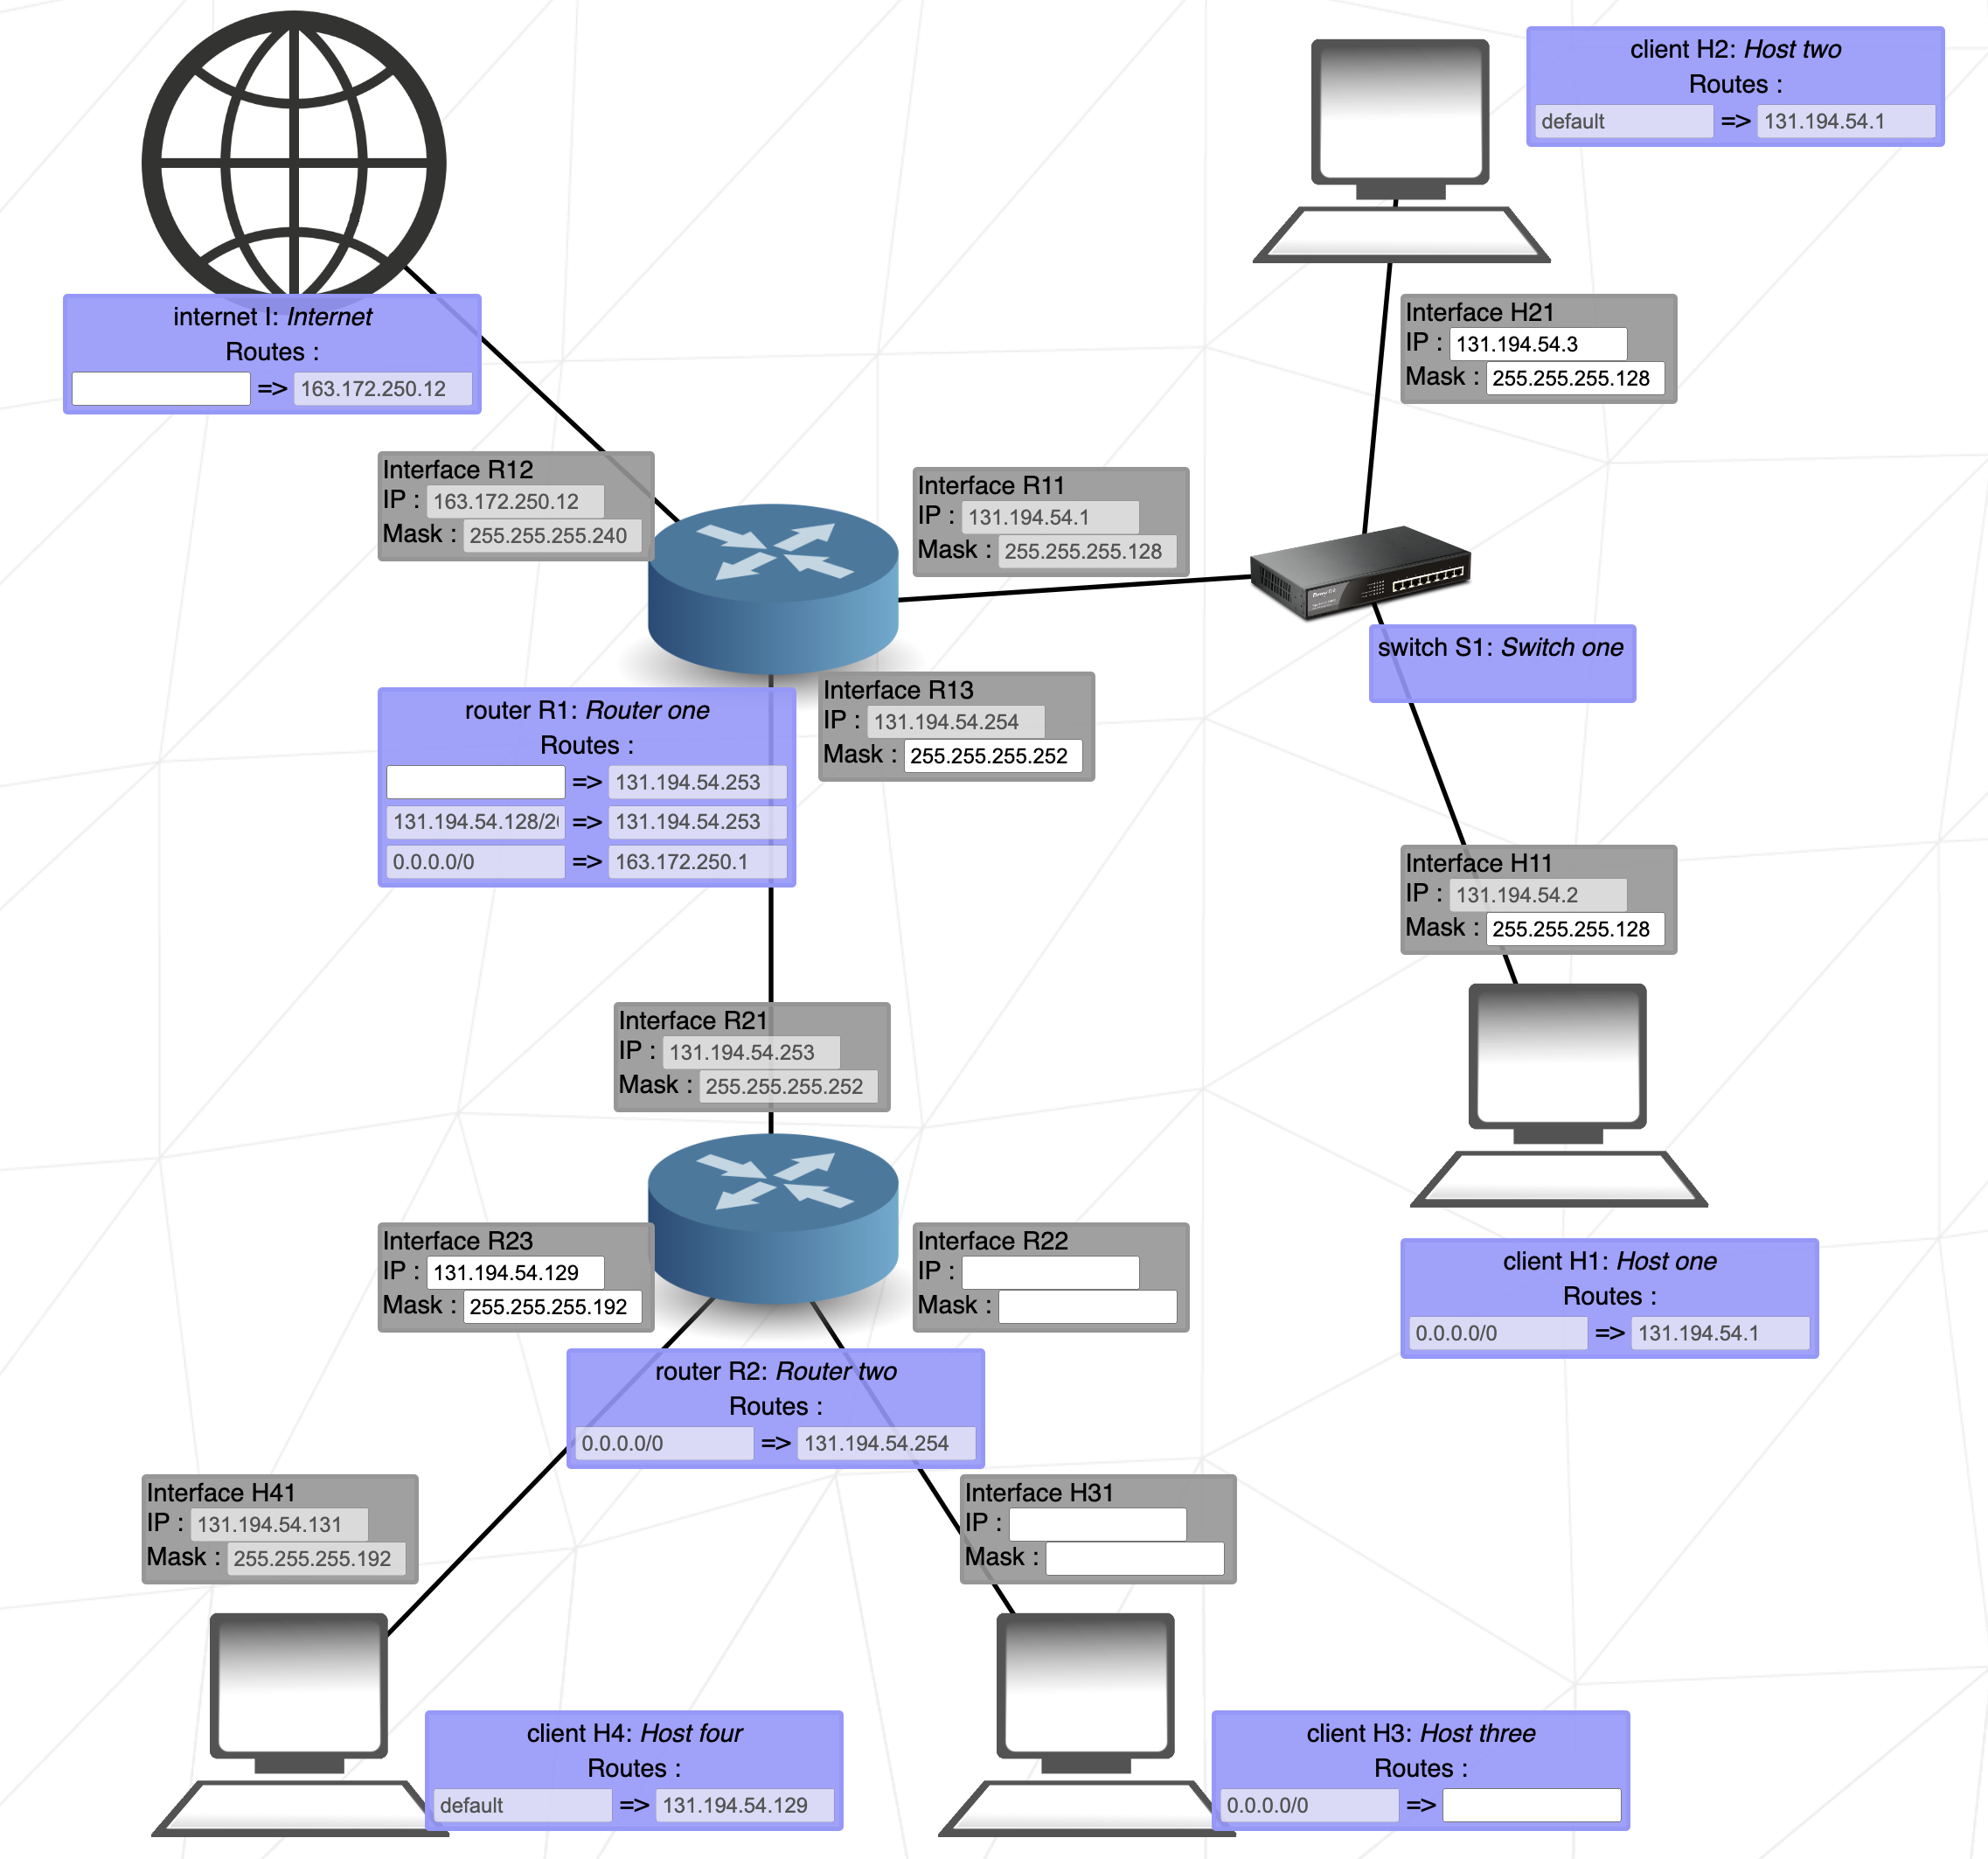 client H2: Host two
Routes :
default => 131.194.54.1
internet I: Internet
Routes :
=> 163.172.250.12
Interface H21
IP : 131.194.54.3
Mask : 255.255.255.128
Interface R12
IP : 163.172.250.12
Mask : 255.255.255.240
Interface R11
IP : 131.194.54.1
Mask : 255.255.255.128
switch S1: Switch one
Interface R13
IP : 131.194.54.254
Mask : 255.255.255.252
router R1: Router one
Routes :
=> 131.194.54.253
131.194.54.128/2 => 131.194.54.253
0.0.0.0/0 => 163.172.250.1
Interface H11
IP : 131.194.54.2
Mask : 255.255.255.128
Interface R21
IP : 131.194.54.253
Mask : 255.255.255.252
Interface R23
IP : 131.194.54.129
Mask : 255.255.255.192
Interface R22
IP :
Mask :
client H1: Host one
Routes :
0.0.0.0/0 => 131.194.54.1
router R2: Router two
Routes :
0.0.0.0/0 => 131.194.54.254
Interface H41
IP : 131.194.54.131
Mask : 255.255.255.192
Interface H31
IP :
Mask :
client H4: Host four
Routes :
default => 131.194.54.129
client H3: Host three
Routes :
0.0.0.0/0 =>